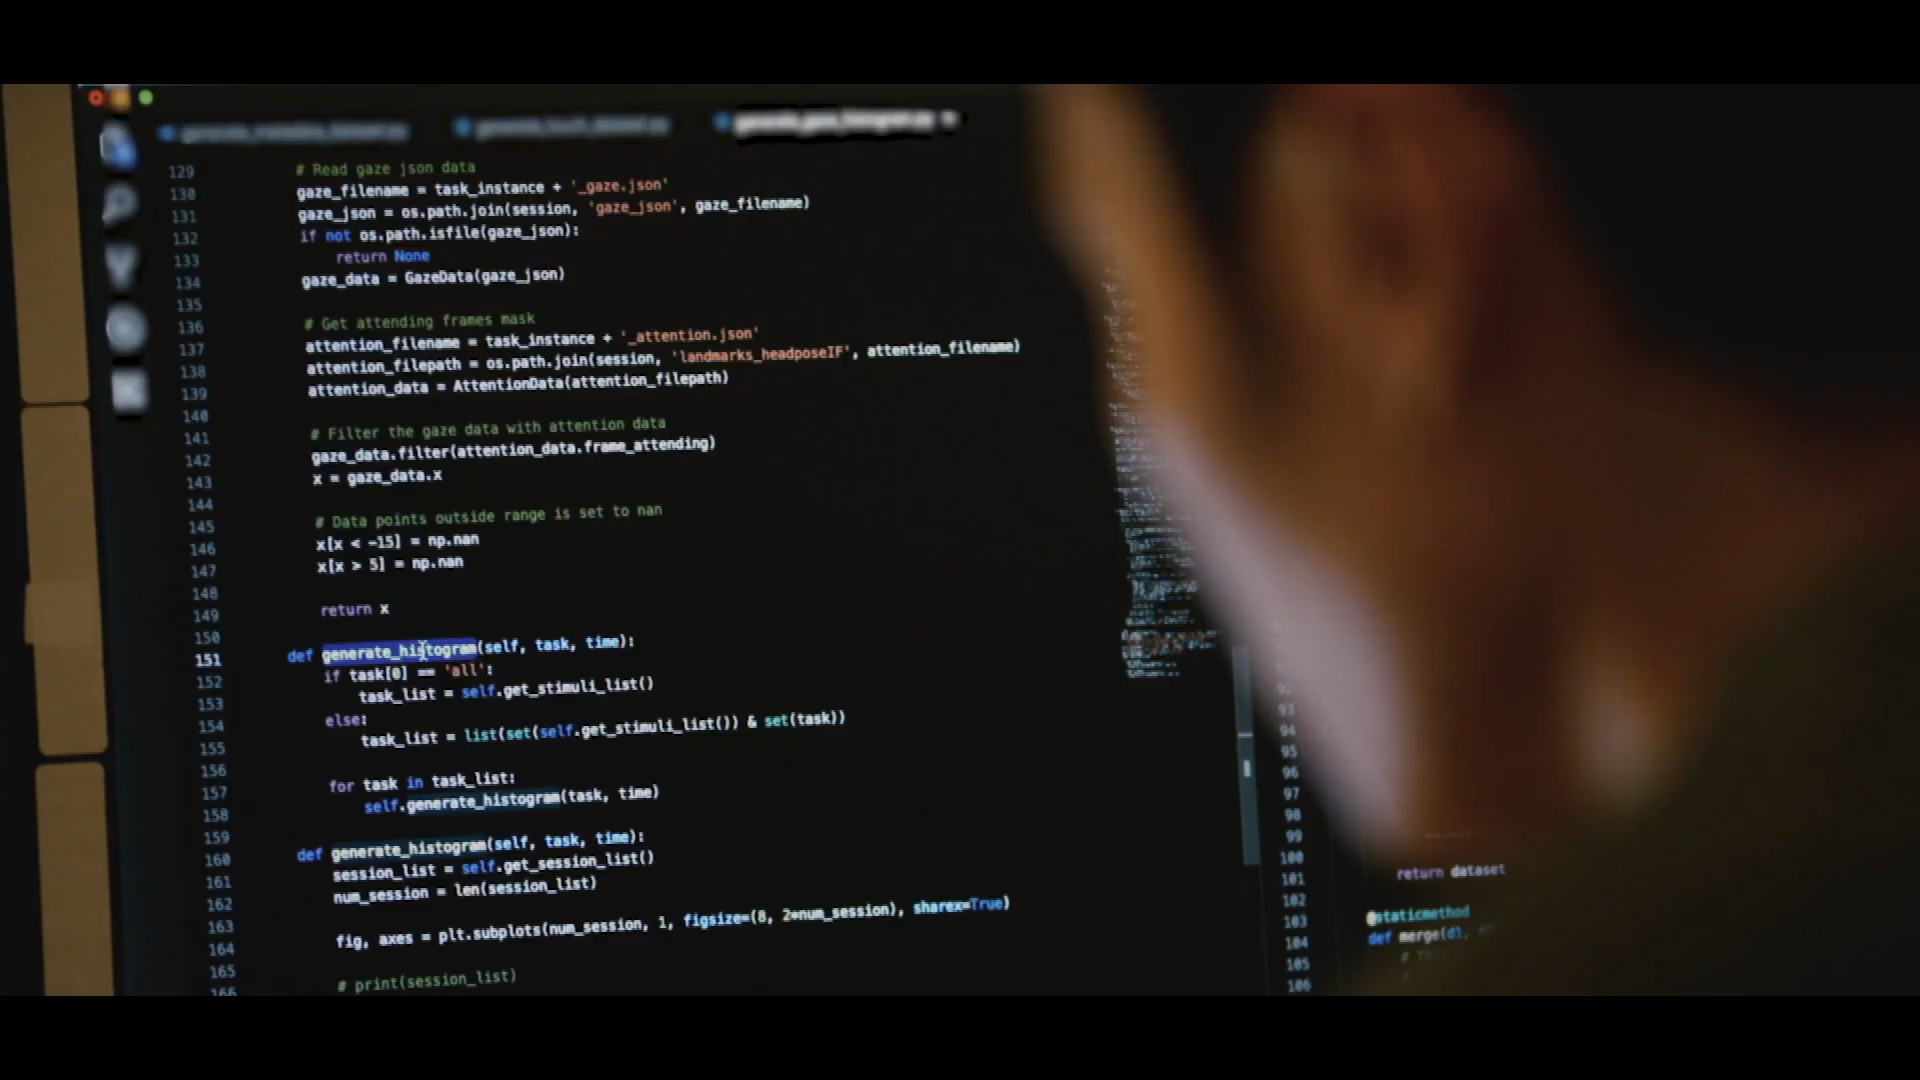 129
130 # Read gaze json data
131 gaze_filename = task_instance + '_gaze.json'
132 gaze_json = os.path.join(session, 'gaze_json', gaze_filename)
133 if not os.path.isfile(gaze_json):
134 return None
135 gaze_data = GazeData(gaze_json)
136
137 # Get attending frames mask
138 attention_filename = task_instance + '_attention.json'
139 attention_filepath = os.path.join(session, 'landmarks_headposeIF', attention_filename)
140 attention_data = AttentionData(attention_filepath)
141
142 # Filter the gaze data with attention data
143 gaze_data.filter(attention_data.frame_attending)
144 x = gaze_data.x
145
146 # Data points outside range is set to nan
147 x[x < -15] = np.nan
148 x[x > 5] = np.nan
149
150 return x
151
152 def generate_histogram(self, task, time):
153 if task[0] == 'all':
154 task_list = self.get_stimuli_list()
155 else:
156 task_list = list(set(self.get_stimuli_list()) & set(task))
157
158 for task in task_list:
159 self.generate_histogram(task, time)
160
161 def generate_histogram(self, task, time):
162 session_list = self.get_session_list()
163 num_session = len(session_list)
164
165 fig, axes = plt.subplots(num_session, 1, figsize=(8, 2*num_session), sharex=True)
166
# print(session_list)
93
94
95
96
97
98
99
100
101 return dataset
102
103 @staticmethod
104 def merge(d1,
105
106